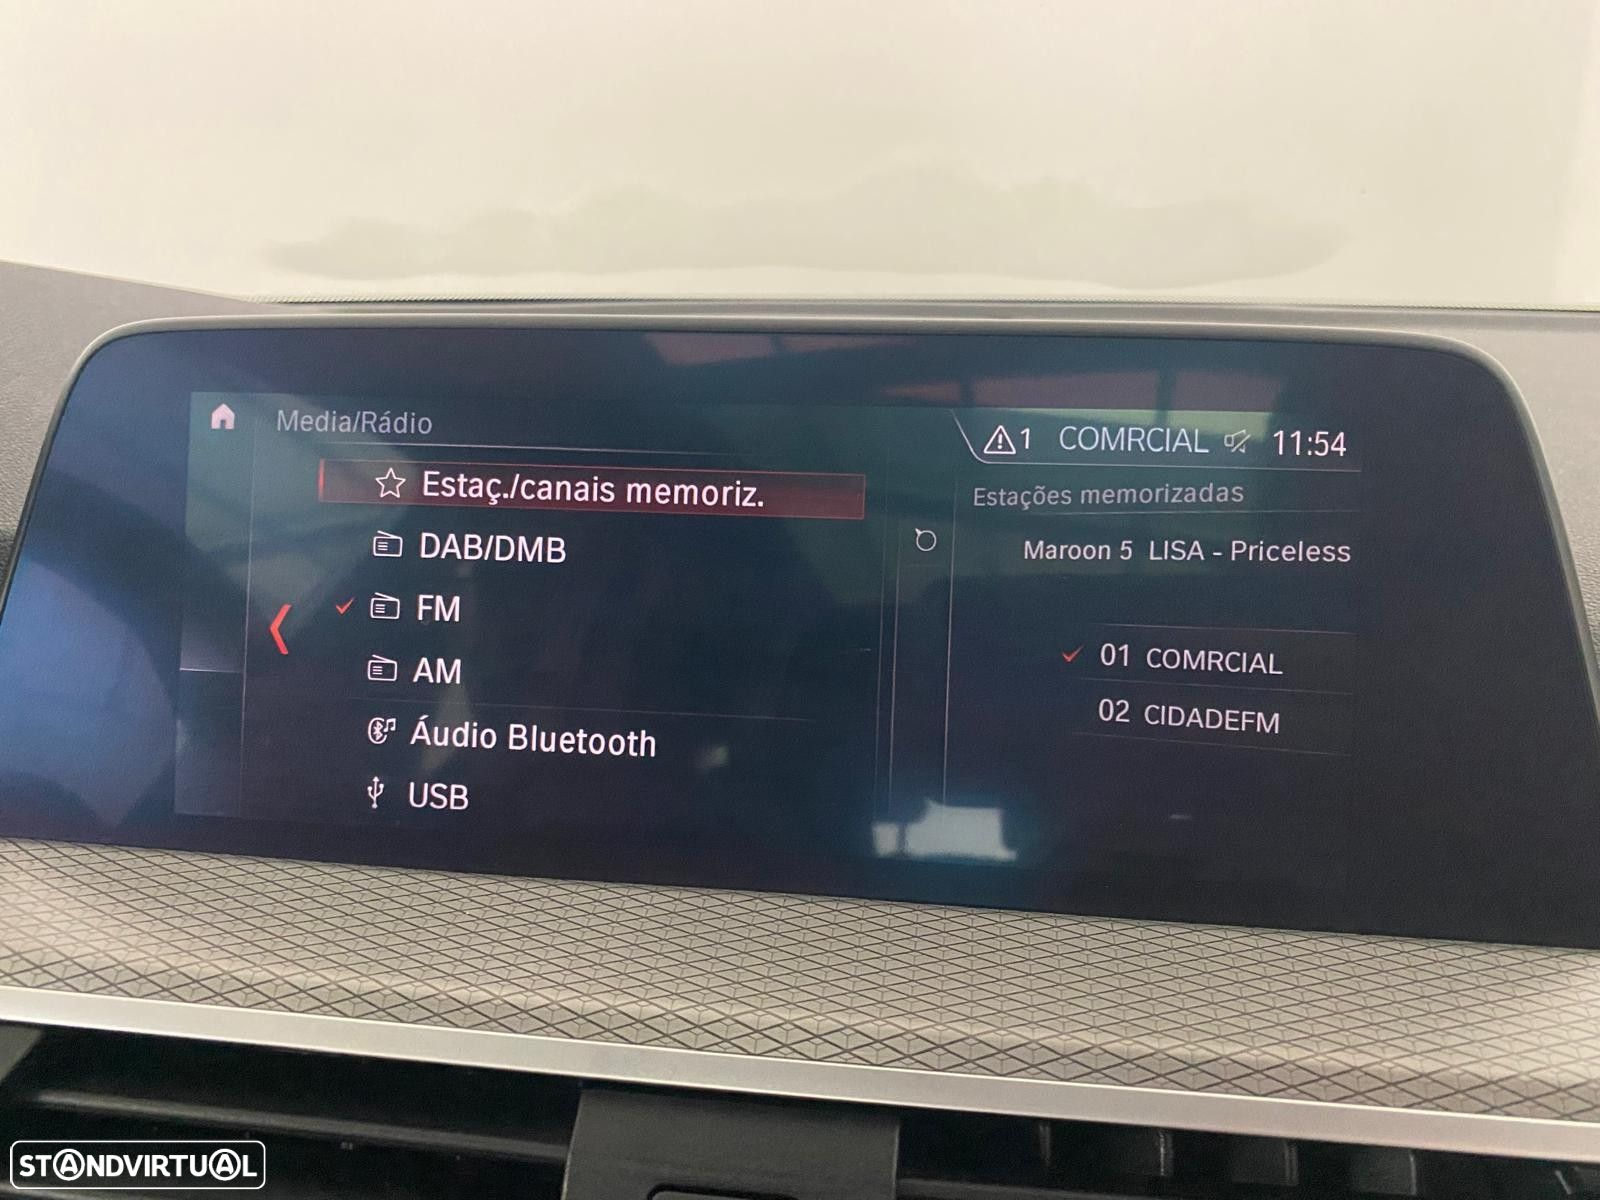 Media/Rádio
1 COMRCIAL 11:54
Estaç./canais memoriz.
DAB/DMB
FM
AM
Áudio Bluetooth
USB
Estações memorizadas
Maroon 5 LISA - Priceless
01 COMRCIAL
02 CIDADEFM
STANDVIRTUAL